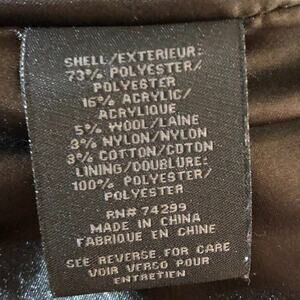 SHELL/EXTERIEUR:
73% POLYESTER/
POLYESTER
16% ACRYLIC/
ACRYLIQUE
5% WOOL/LAINE
3% NYLON/NYLON
3% COTTON/COTON
LINING/DOUBLURE:
100% POLYESTER/
POLYESTER
RN# 74299
MADE IN CHINA
FABRIQUE EN CHINE
SEE REVERSE FOR CARE
VOIR VERSO POUR
ENTRETIEN